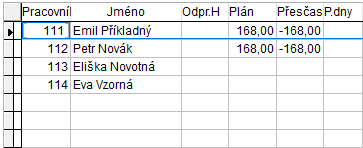 Pracovní Jméno Odpr.H Plán Přesčas P.dny
111 Emil Příkladný 168,00 -168,00
112 Petr Novák 168,00 -168,00
113 Eliška Novotná
114 Eva Vzorná